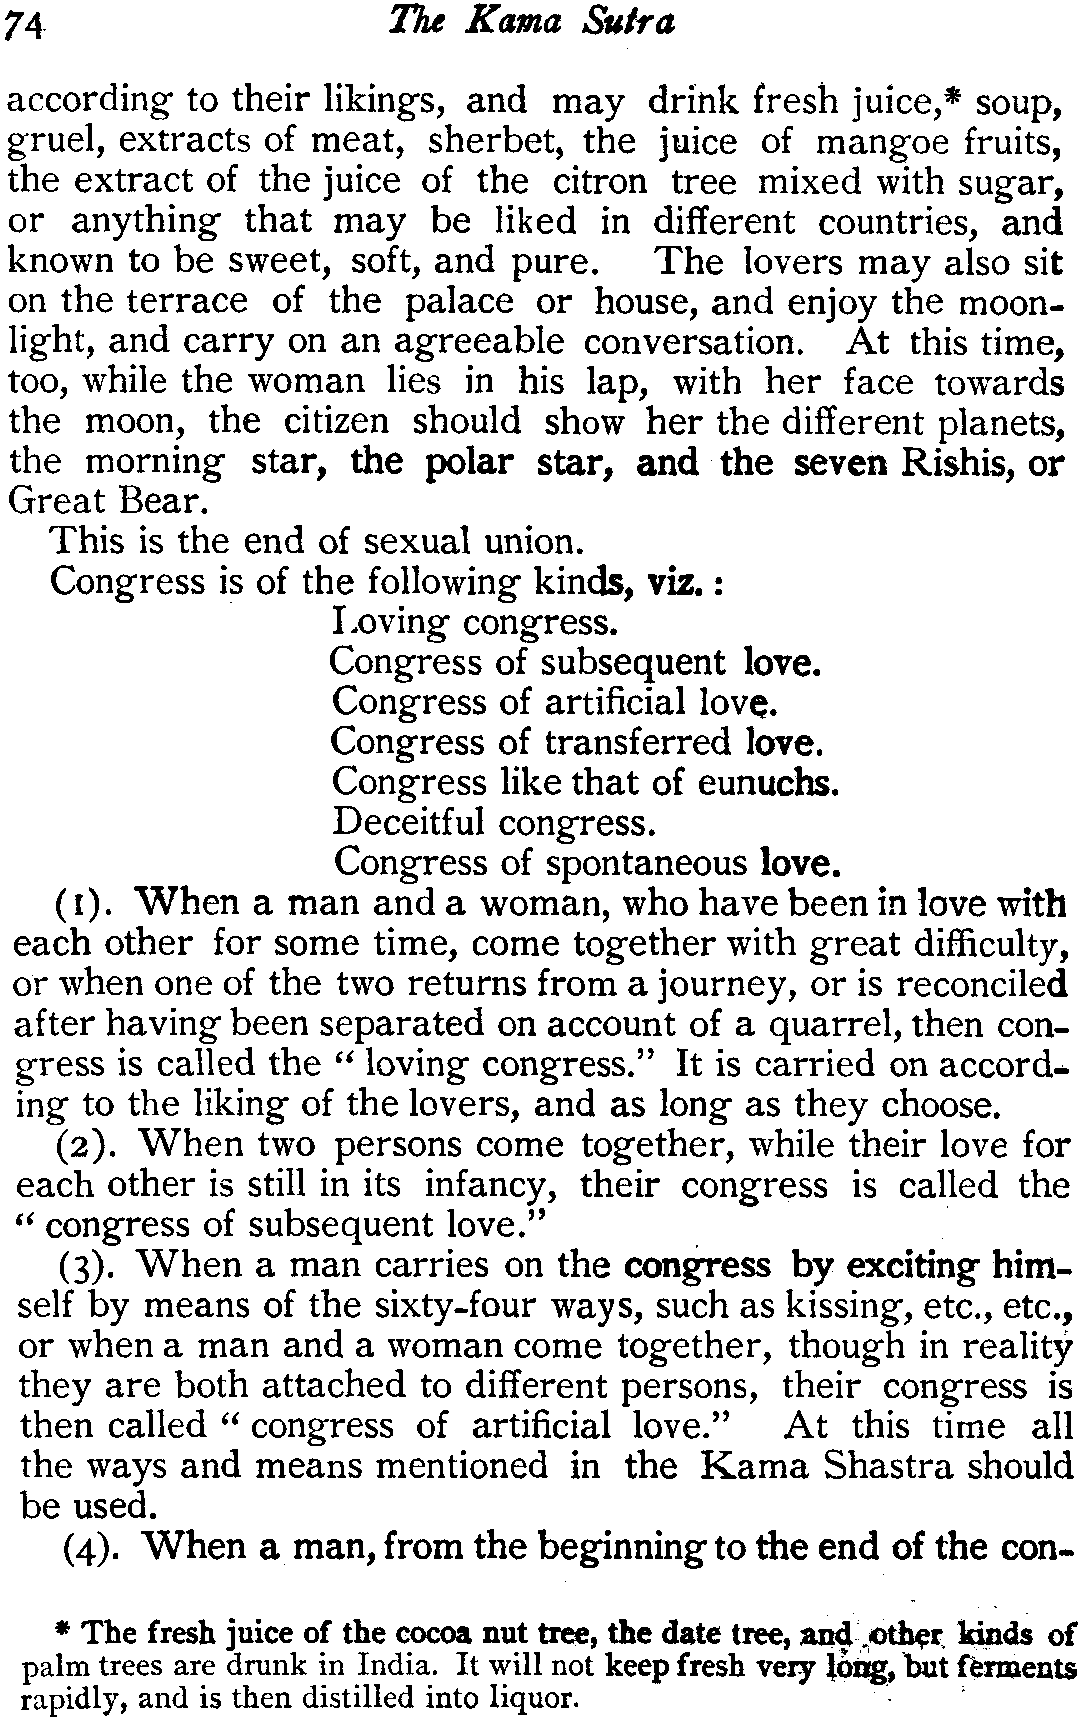 74 The Kama Sutra
according to their likings, and may drink fresh juice,* soup,
gruel, extracts of meat, sherbet, the juice of mangoe fruits,
the extract of the juice of the citron tree mixed with sugar,
or anything that may be liked in different countries, and
known to be sweet, soft, and pure. The lovers may also sit
on the terrace of the palace or house, and enjoy the moon-
light, and carry on an agreeable conversation. At this time,
too, while the woman lies in his lap, with her face towards
the moon, the citizen should show her the different planets,
the morning star, the polar star, and the seven Rishis, or
Great Bear.
This is the end of sexual union.
Congress is of the following kinds, viz. :
Loving congress.
Congress of subsequent love.
Congress of artificial love.
Congress of transferred love.
Congress like that of eunuchs.
Deceitful congress.
Congress of spontaneous love.
(1). When a man and a woman, who have been in love with
each other for some time, come together with great difficulty,
or when one of the two returns from a journey, or is reconciled
after having been separated on account of a quarrel, then con-
gress is called the “ loving congress.” It is carried on accord-
ing to the liking of the lovers, and as long as they choose.
(2). When two persons come together, while their love for
each other is still in its infancy, their congress is called the
“ congress of subsequent love.”
(3). When a man carries on the congress by exciting him-
self by means of the sixty-four ways, such as kissing, etc., etc.,
or when a man and a woman come together, though in reality
they are both attached to different persons, their congress is
then called “ congress of artificial love.” At this time all
the ways and means mentioned in the Kama Shastra should
be used.
(4). When a man, from the beginning to the end of the con-
* The fresh juice of the cocoa nut tree, the date tree, and other kinds of
palm trees are drunk in India. It will not keep fresh very long, but ferments
rapidly, and is then distilled into liquor.